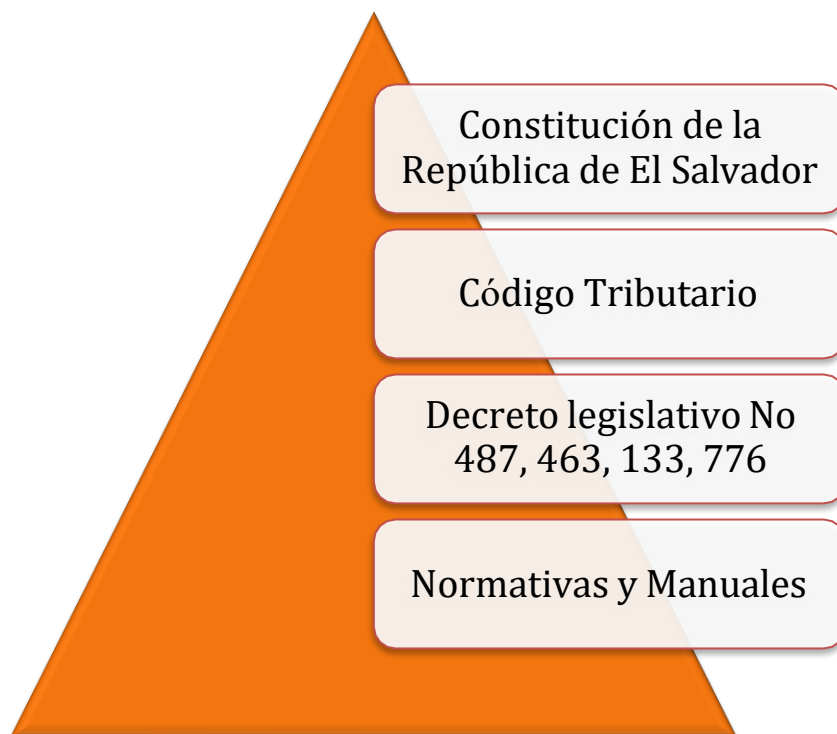 Constitución de la
República de El Salvador
Código Tributario
Decreto legislativo No
487, 463, 133, 776
Normativas y Manuales